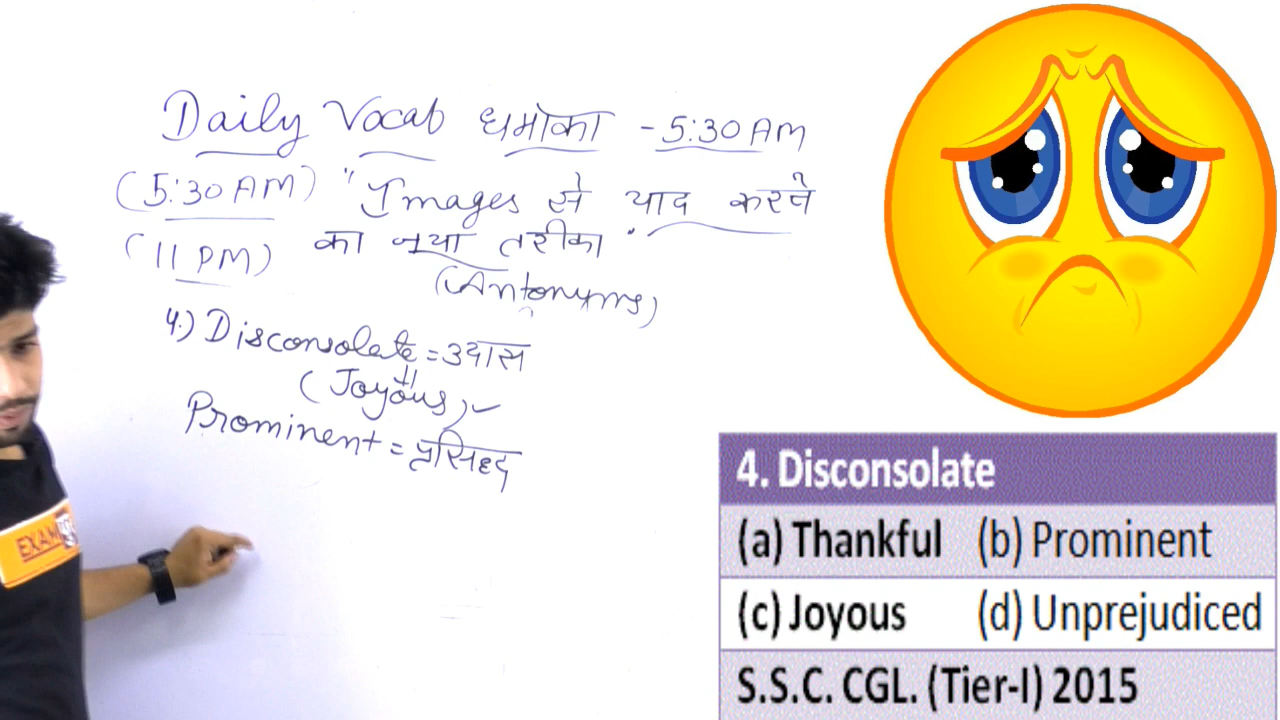 Daily Vocab धमाका - 5:30 AM
(5:30 AM) "Images से याद करने
(11 PM) का नया तरीका "
(Antonyms)
4.) Disconsolate = उदास
(Joyous) ✓
Prominent = प्रसिद्द
EXAM
4. Disconsolate
(a) Thankful (b) Prominent
(c) Joyous (d) Unprejudiced
S.S.C. CGL. (Tier-I) 2015